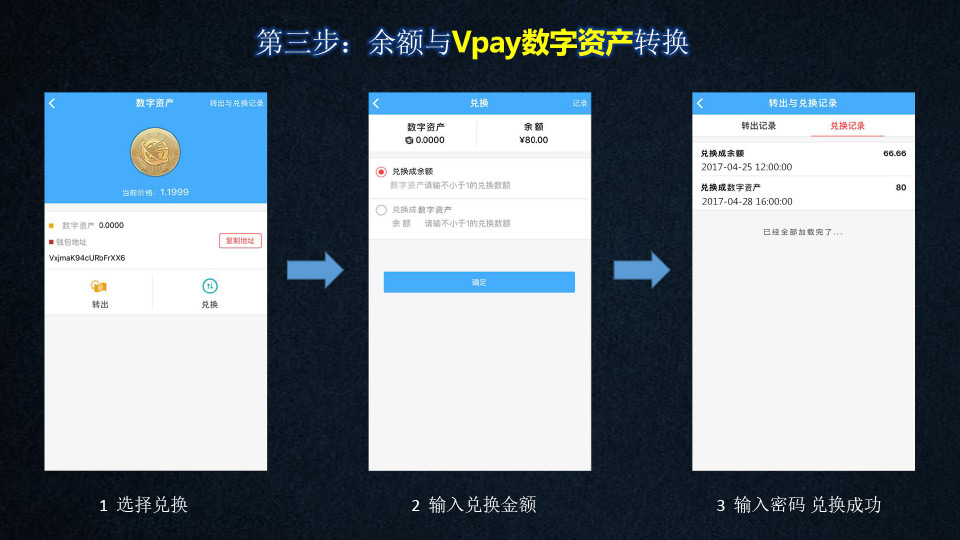 第三步：余额与Vpay数字资产转换
数字资产
转出与兑换记录
当前价格：1.1999
数字资产 0.0000
钱包地址
复制地址
VxjmaK94cURbFrXX6
转出
兑换
1 选择兑换
兑换
记录
数字资产
0.0000
余额
¥80.00
兑换成余额
数字资产请输不小于1的兑换数额
兑换成数字资产
余 额 请输不小于1的兑换数额
确定
2 输入兑换金额
转出与兑换记录
转出记录
兑换记录
兑换成余额 66.66
2017-04-25 12:00:00
兑换成数字资产 80
2017-04-28 16:00:00
已经全部加载完了...
3 输入密码 兑换成功